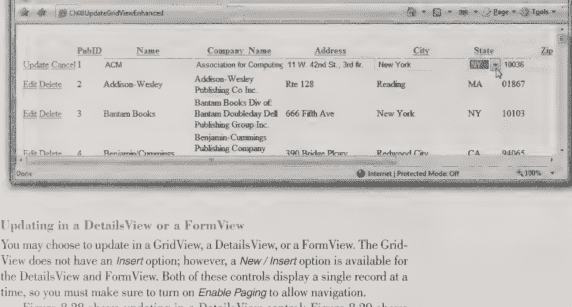 Ch08UpdateGridViewEnhanced Page Tools
PubID Name Company Name Address City State Zip
Update Cancel 1 ACM Association for Computing 11 W. 42nd St., 3rd flr. New York NY 10036
Edit Delete 2 Addison-Wesley Addison-Wesley Publishing Co Inc. Rte 128 Reading MA 01867
Edit Delete 3 Bantam Books Bantam Books Div of: Bantam Doubleday Dell Publishing Group Inc. 666 Fifth Ave New York NY 10103
Edit Delete 4 Benjamin/Cummings Benjamin-Cummings Publishing Company 390 Bridge Pkwy Redwood City CA 94065
Done Internet | Protected Mode: Off 100%
Updating in a DetailsView or a FormView
You may choose to update in a GridView, a DetailsView, or a FormView. The Grid-
View does not have an Insert option; however, a New / Insert option is available for
the DetailsView and FormView. Both of these controls display a single record at a
time, so you must make sure to turn on Enable Paging to allow navigation.